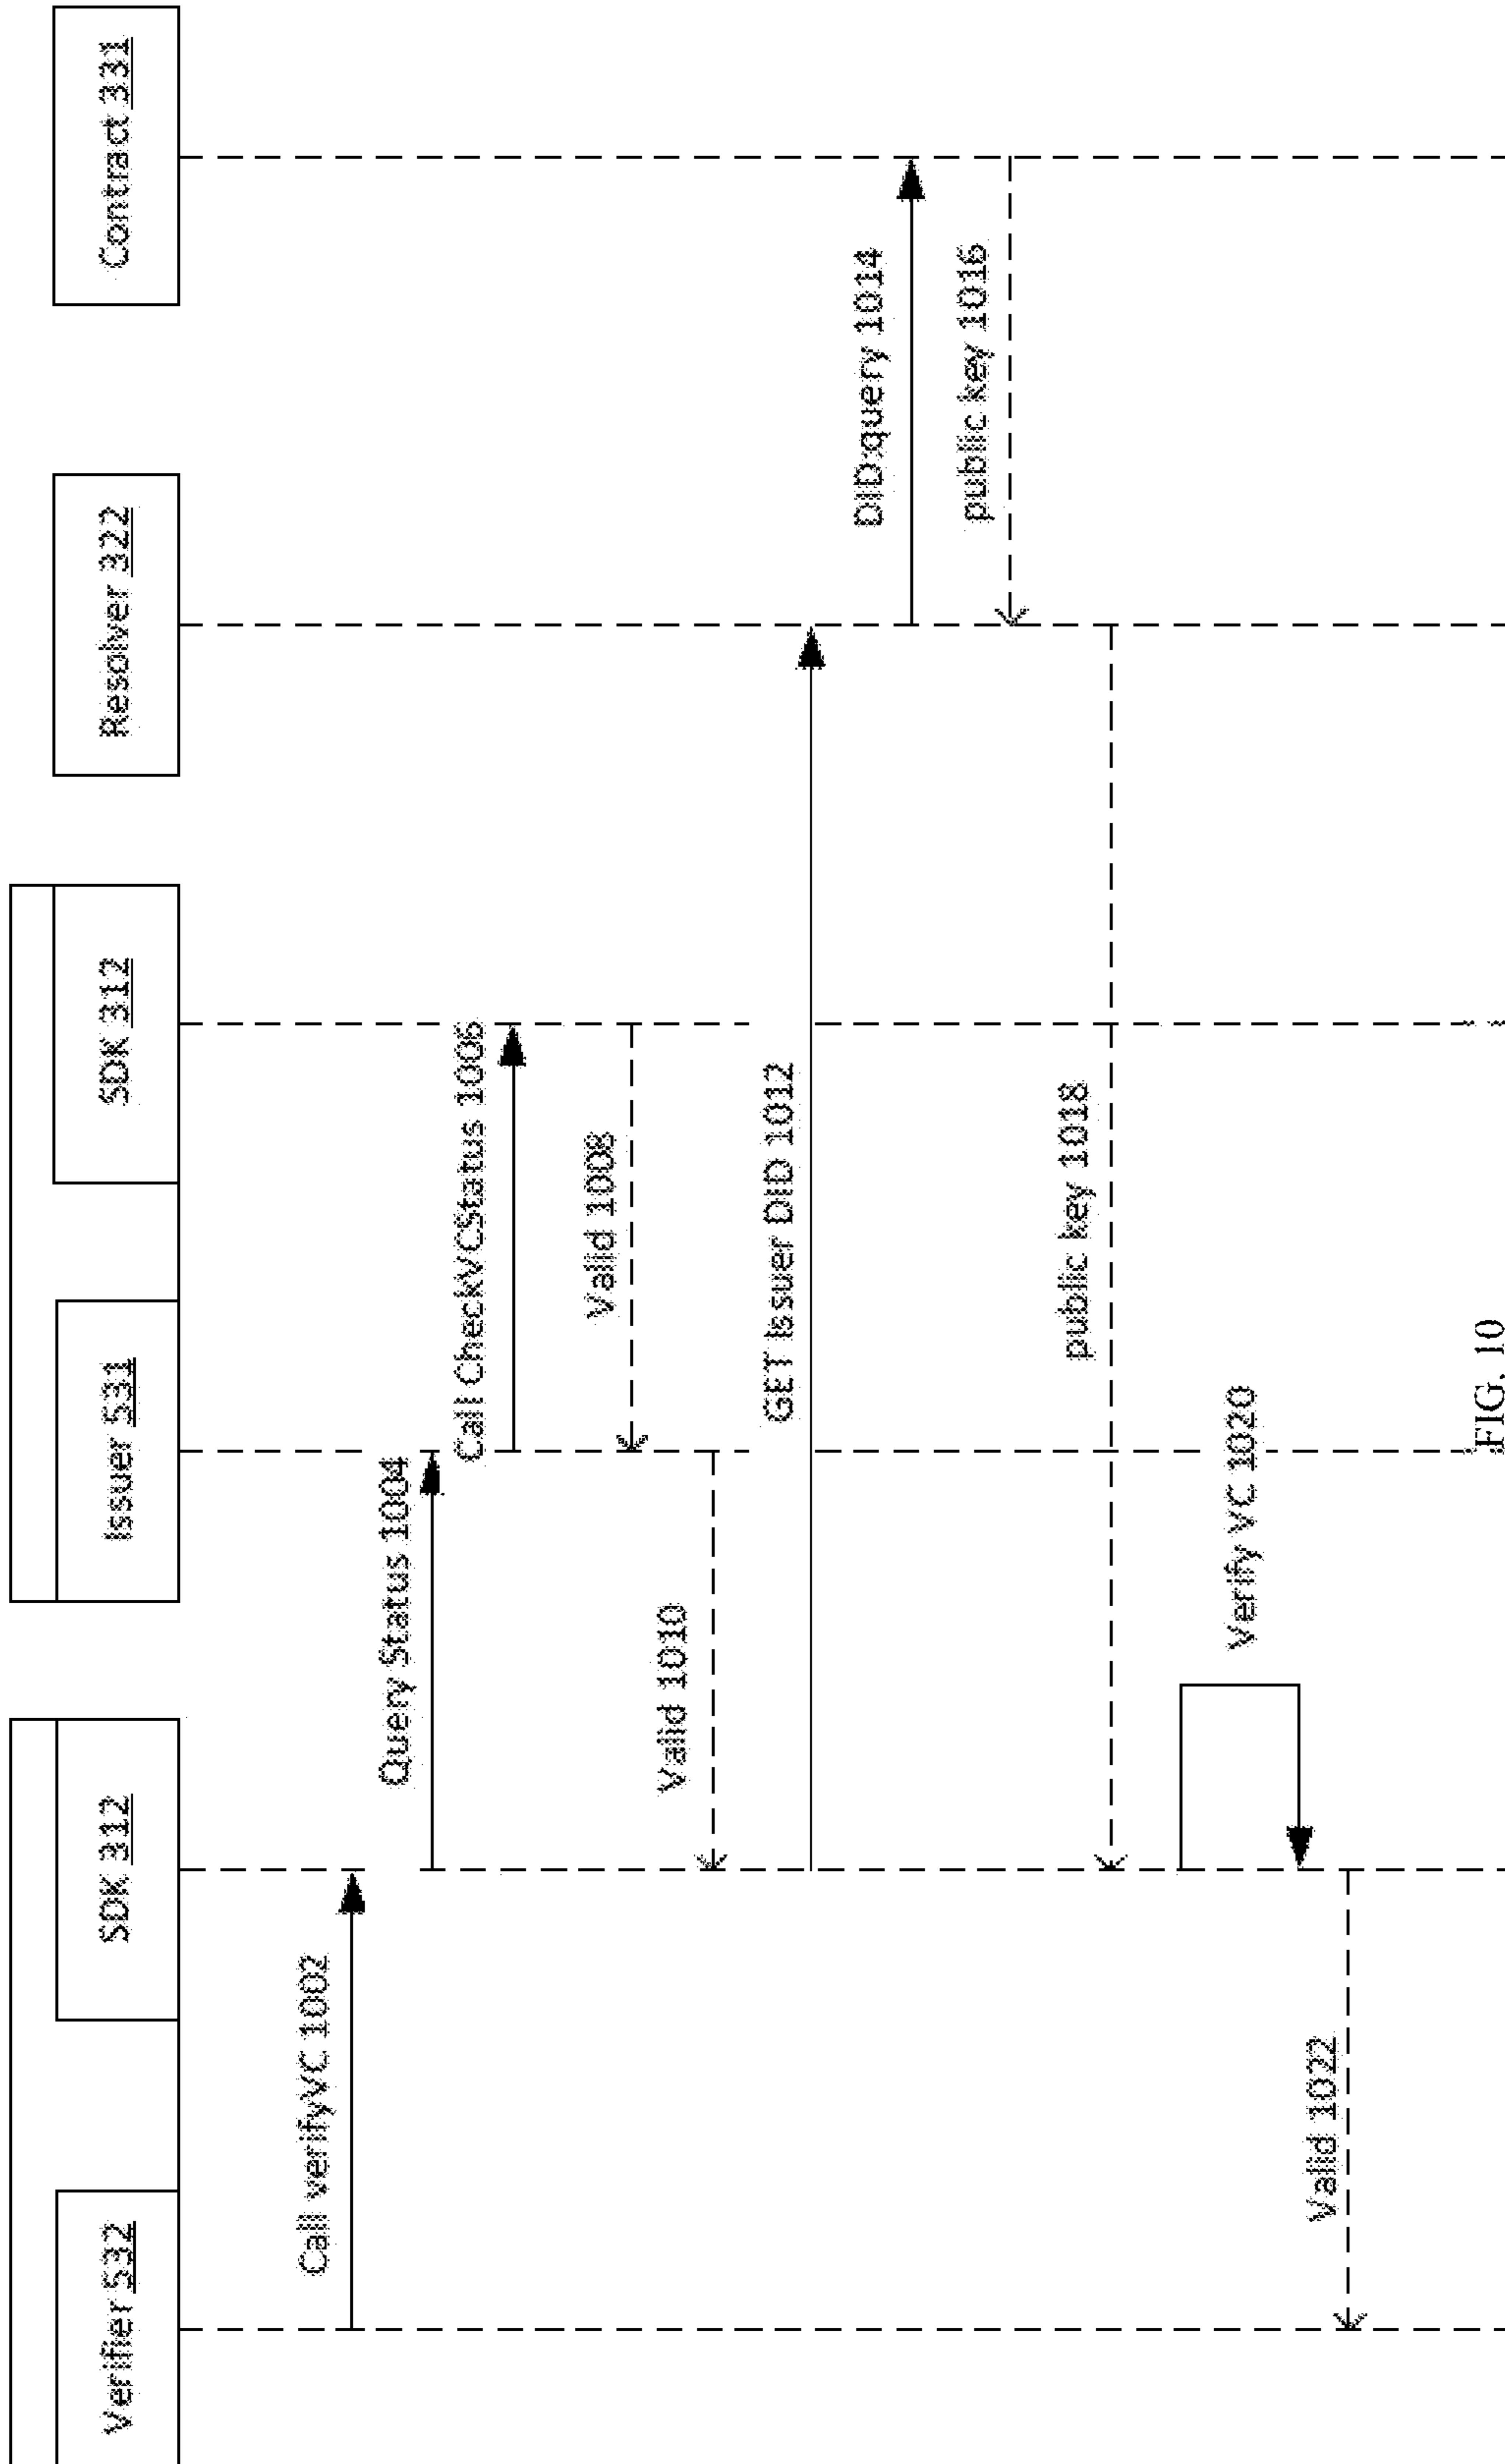 Verifier 532
SDK 312
Issuer 531
SDK 312
Resolver 322
Contract 331
Call verifyVC 1002
Query Status 1004
Call CheckVCStatus 1006
Valid 1008
Valid 1010
GET Issuer DID 1012
DID:query 1014
public key 1016
public key 1018
Verify VC 1020
Valid 1022
FIG. 10